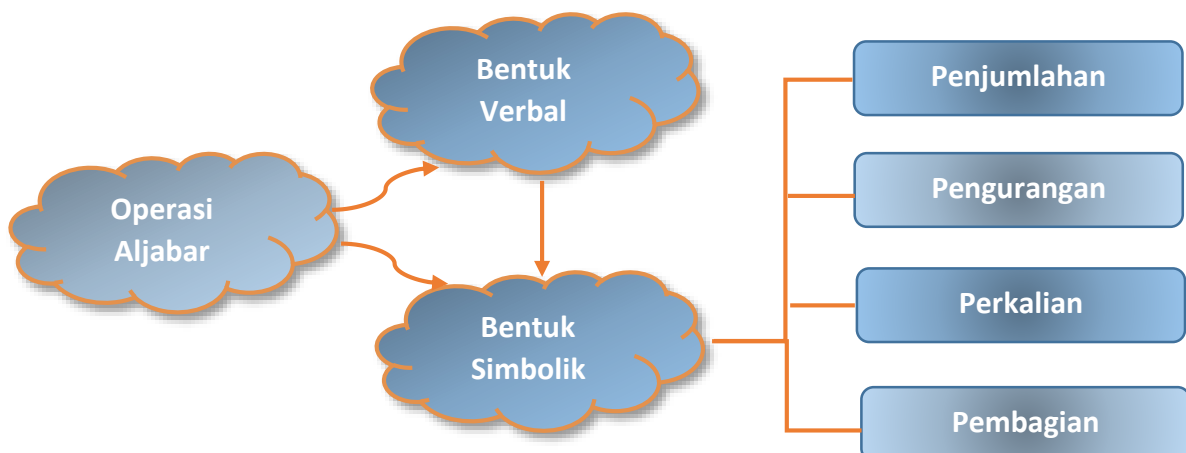 Operasi
Aljabar
Bentuk
Verbal
Bentuk
Simbolik
Penjumlahan
Pengurangan
Perkalian
Pembagian